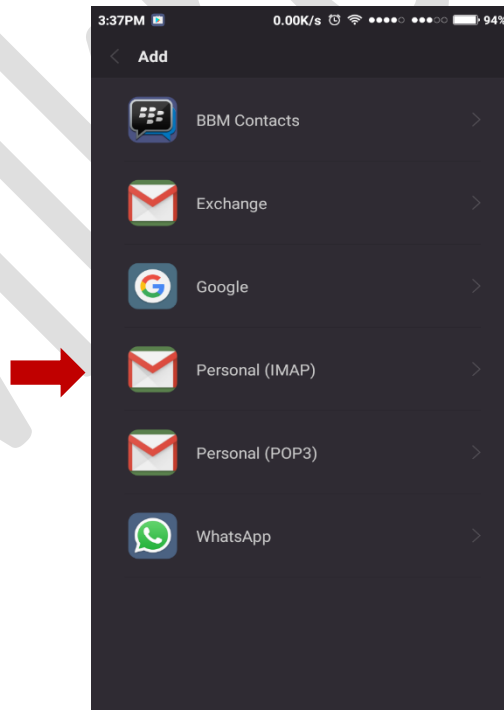 3:37PM 0.00K/s 94%
Add
BBM Contacts
Exchange
Google
Personal (IMAP)
Personal (POP3)
WhatsApp